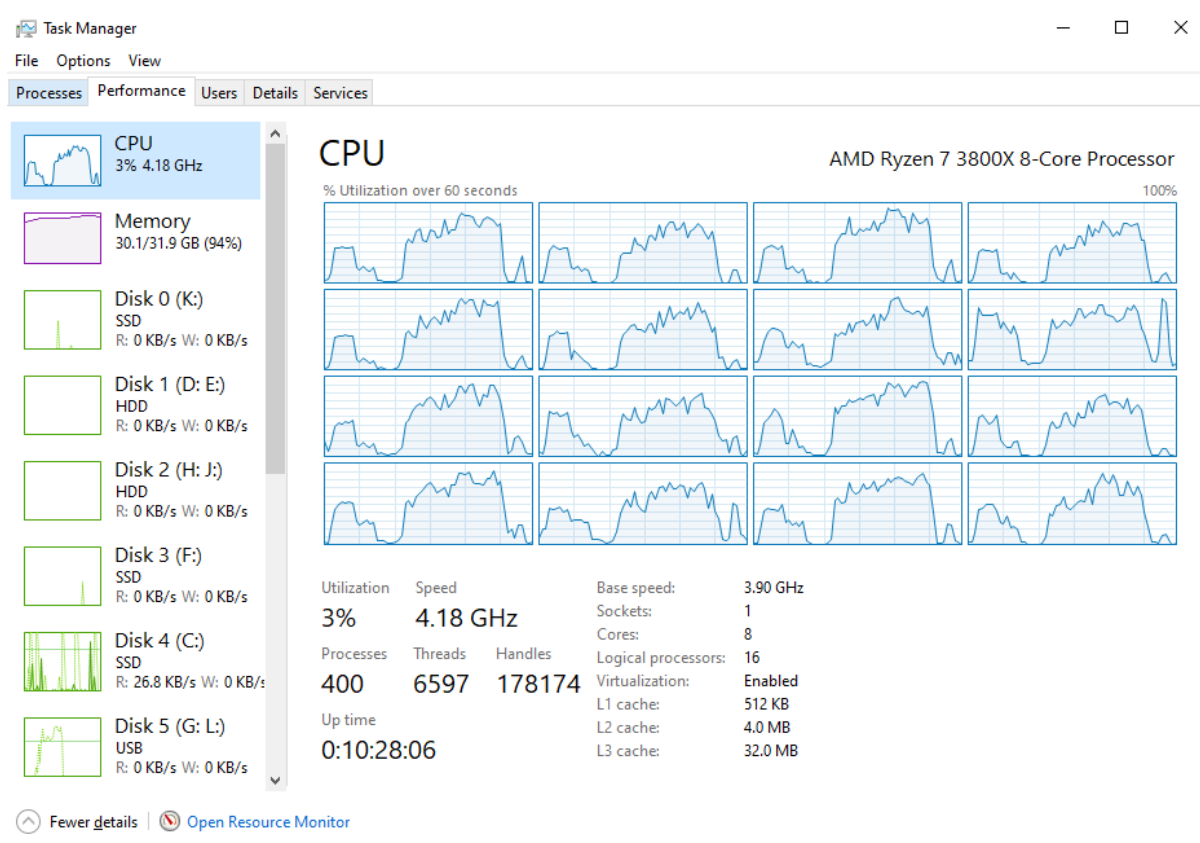 Task Manager
File Options View
Processes Performance Users Details Services
CPU
3% 4.18 GHz
Memory
30.1/31.9 GB (94%)
Disk 0 (K:)
SSD
R: 0 KB/s W: 0 KB/s
Disk 1 (D: E:)
HDD
R: 0 KB/s W: 0 KB/s
Disk 2 (H: J:)
HDD
R: 0 KB/s W: 0 KB/s
Disk 3 (F:)
SSD
R: 0 KB/s W: 0 KB/s
Disk 4 (C:)
SSD
R: 26.8 KB/s W: 0 KB/s
Disk 5 (G: L:)
USB
R: 0 KB/s W: 0 KB/s
CPU
AMD Ryzen 7 3800X 8-Core Processor
% Utilization over 60 seconds 100%
Utilization Speed
3% 4.18 GHz
Processes Threads Handles
400 6597 178174
Up time
0:10:28:06
Base speed: 3.90 GHz
Sockets: 1
Cores: 8
Logical processors: 16
Virtualization: Enabled
L1 cache: 512 KB
L2 cache: 4.0 MB
L3 cache: 32.0 MB
Fewer details Open Resource Monitor